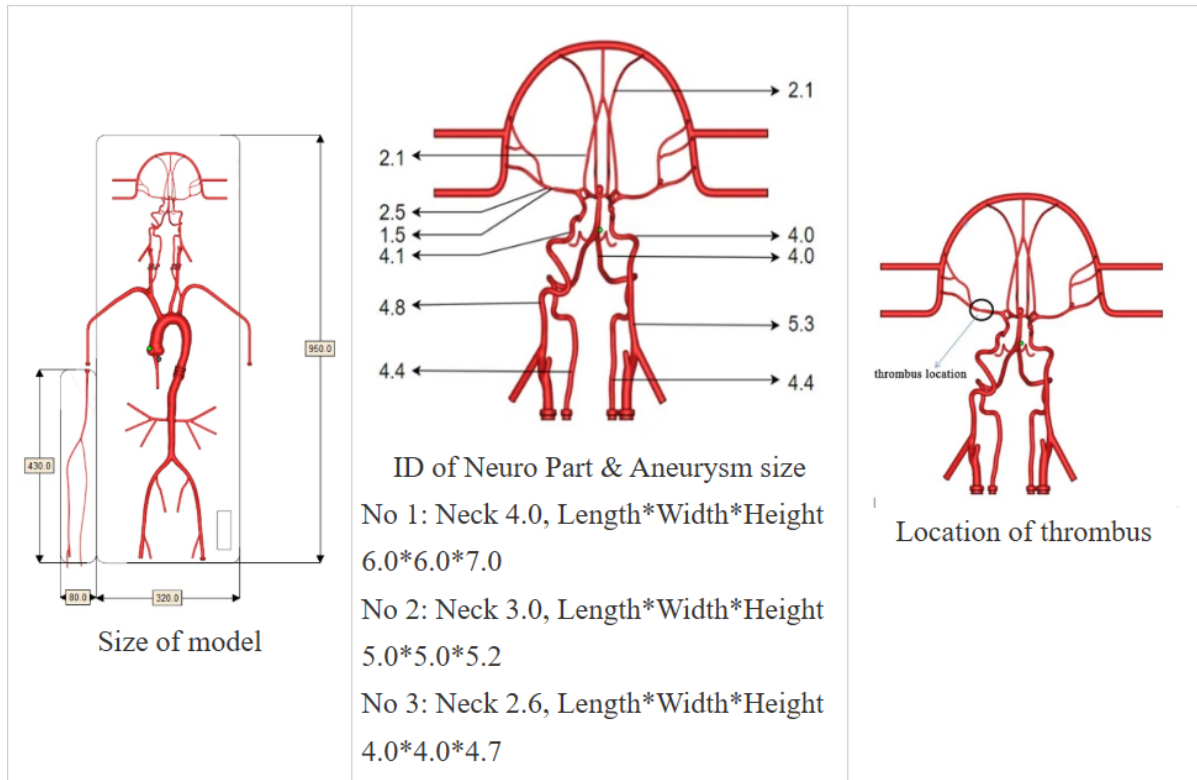 950.0
430.0
80.0
320.0
Size of model
2.1
2.1
2.5
1.5
4.1
4.0
4.0
4.8
5.3
4.4
4.4
ID of Neuro Part & Aneurysm size
No 1: Neck 4.0, Length*Width*Height
6.0*6.0*7.0
No 2: Neck 3.0, Length*Width*Height
5.0*5.0*5.2
No 3: Neck 2.6, Length*Width*Height
4.0*4.0*4.7
thrombus location
Location of thrombus